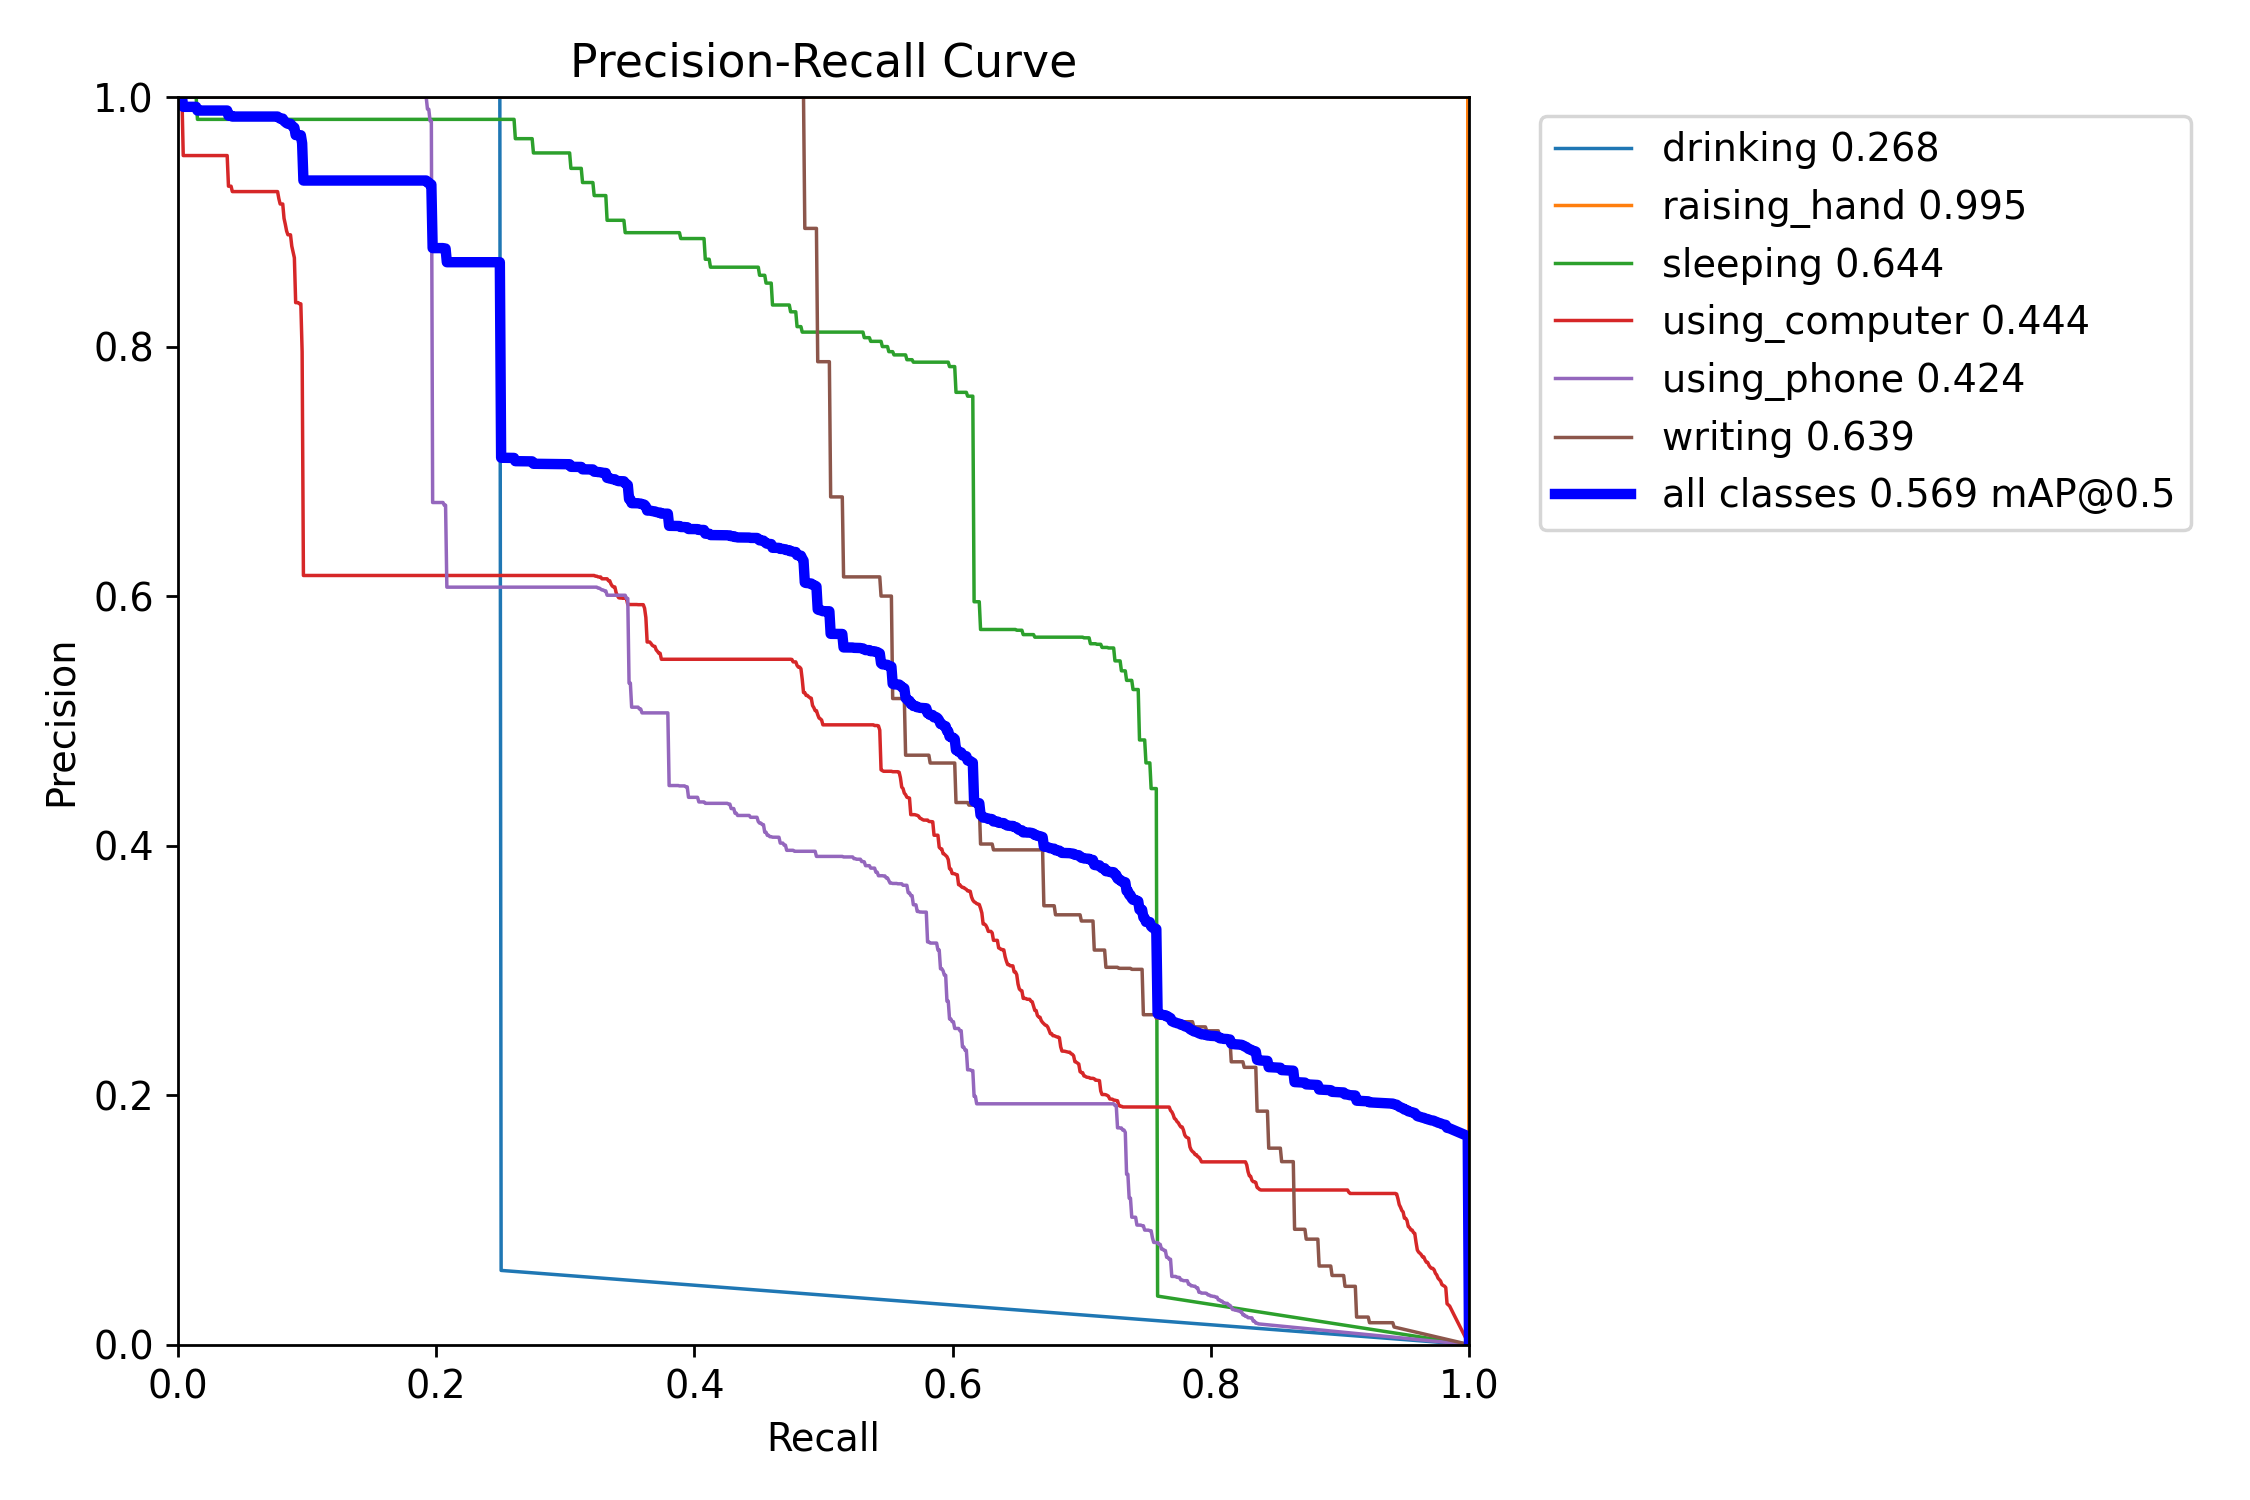 Precision-Recall Curve
1.0
0.8
0.6
0.4
0.2
0.0
Precision
0.0 0.2 0.4 0.6 0.8 1.0
Recall
drinking 0.268
raising_hand 0.995
sleeping 0.644
using_computer 0.444
using_phone 0.424
writing 0.639
all classes 0.569 mAP@0.5